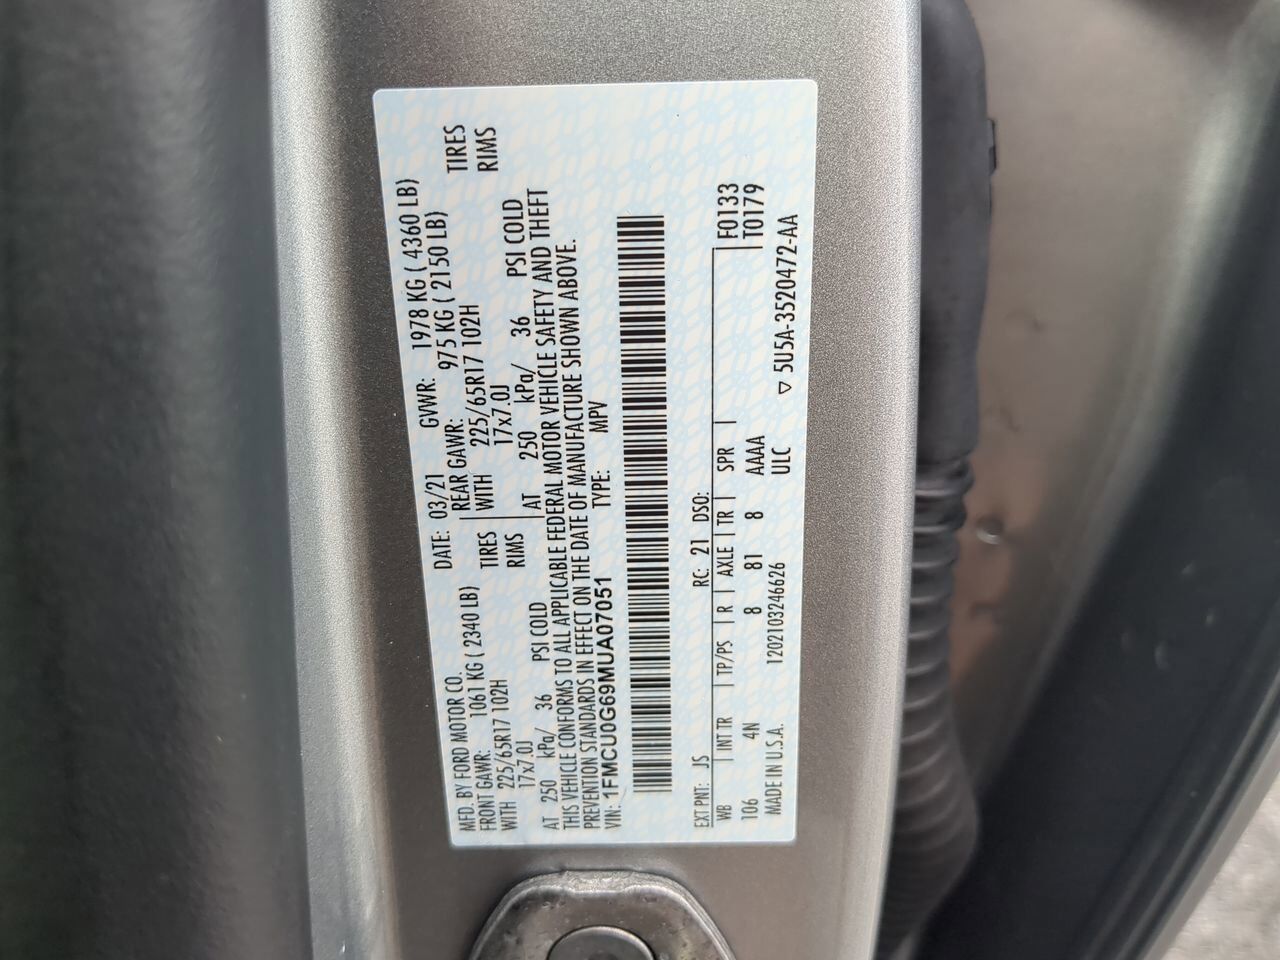 MFD. BY FORD MOTOR CO. DATE: 03/21 GVWR: 1978 KG ( 4360 LB)
FRONT GAWR: 1061 KG ( 2340 LB) REAR GAWR: 975 KG ( 2150 LB)
WITH 225/65R17 102H TIRES WITH 225/65R17 102H TIRES
17x7.0J RIMS 17x7.0J RIMS
AT 250 kPa/ 36 PSI COLD AT 250 kPa/ 36 PSI COLD
THIS VEHICLE CONFORMS TO ALL APPLICABLE FEDERAL MOTOR VEHICLE SAFETY AND THEFT
PREVENTION STANDARDS IN EFFECT ON THE DATE OF MANUFACTURE SHOWN ABOVE.
VIN: 1FMCU0G69MUA07051 TYPE: MPV
EXT PNT: JS RC: 21 DSO: F0133
WB INT TR TP/PS R AXLE TR SPR T0179
106 4N 8 81 8 AAAA
MADE IN U.S.A. 120210324​6626 ULC ▽ 5U5A-3520472-AA